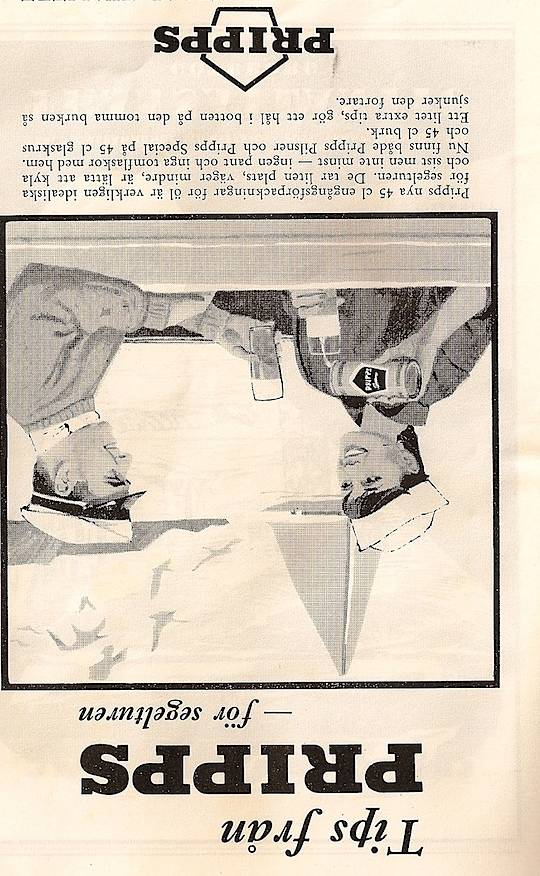 Tips från
PRIPPS
— för segelturen
PRIPPS
Pripps nya 45 cl engångsförpackningar för öl är verkligen idealiska
för segelturen. De tar liten plats, väger mindre, är lätta att kyla
och sist men inte minst — ingen pant och inga tomflaskor med hem.
Nu finns både Pripps Pilsner och Pripps Special på 45 cl glaskrus
och 45 cl burk.
Ett litet extra tips, gör ett hål i botten på den tomma burken så
sjunker den fortare.
PRIPPS